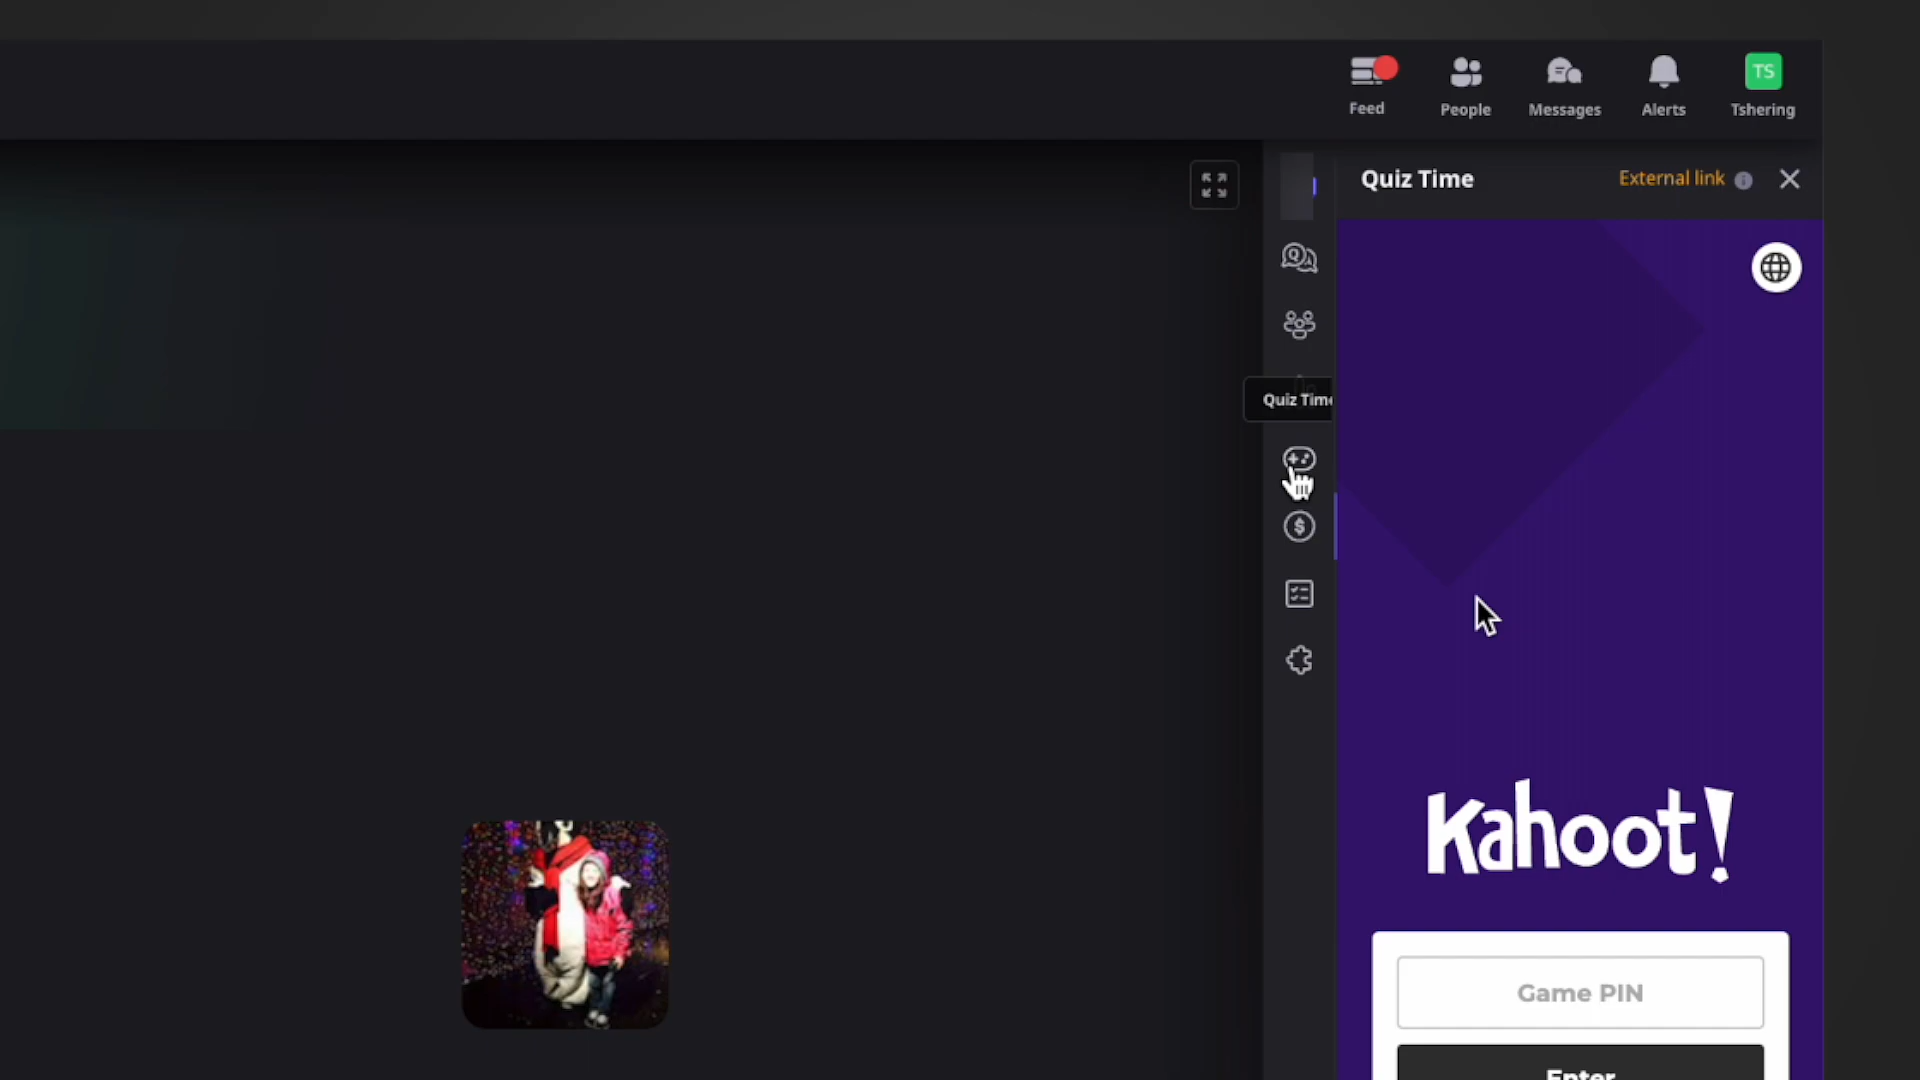 Feed
People
Messages
Alerts
TS
Tshering
Quiz Time
External link
Quiz Time
Kahoot!
Game PIN
Enter